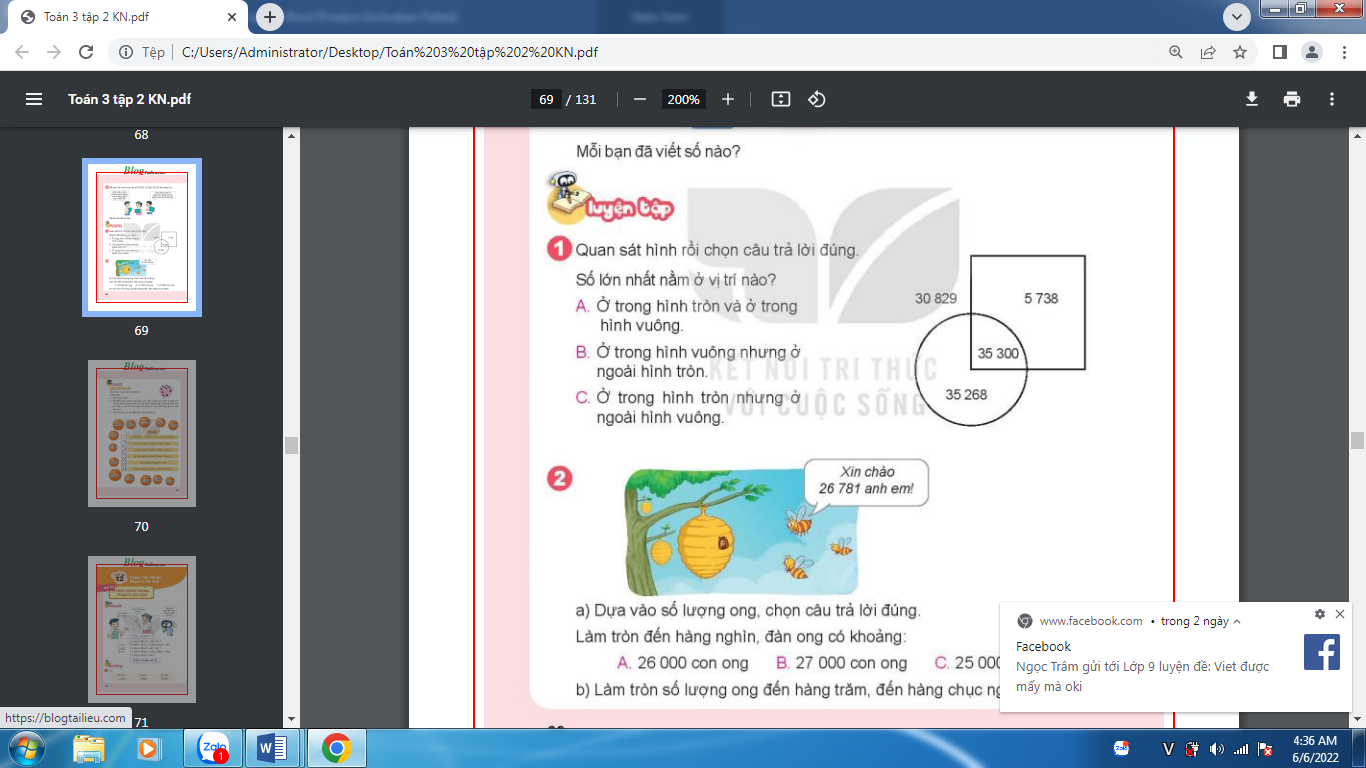 Toán 3 tập 2 KN.pdf
Tệp
C:/Users/Administrator/Desktop/Toán%203%20tập%202%20KN.pdf
Toán 3 tập 2 KN.pdf
69 / 131
200%
68
69
70
71
Mỗi bạn đã viết số nào?
luyện tập
1 Quan sát hình rồi chọn câu trả lời đúng.
Số lớn nhất nằm ở vị trí nào?
A. Ở trong hình tròn và ở trong
hình vuông.
B. Ở trong hình vuông nhưng ở
ngoài hình tròn.
C. Ở trong hình tròn nhưng ở
ngoài hình vuông.
30 829
5 738
35 300
35 268
KẾT NỐI TRI THỨC
VỚI CUỘC SỐNG
2
Xin chào
26 781 anh em!
a) Dựa vào số lượng ong, chọn câu trả lời đúng.
Làm tròn đến hàng nghìn, đàn ong có khoảng:
A. 26 000 con ong B. 27 000 con ong C. 25 000
b) Làm tròn số lượng ong đến hàng trăm, đến hàng chục
www.facebook.com • trong 2 ngày
Facebook
Ngọc Trâm gửi tới Lớp 9 luyện đề: Viet được
mấy mà oki
https://blogtailieu.com
Zalo
1
Zalo
V
4:36 AM
6/6/2022